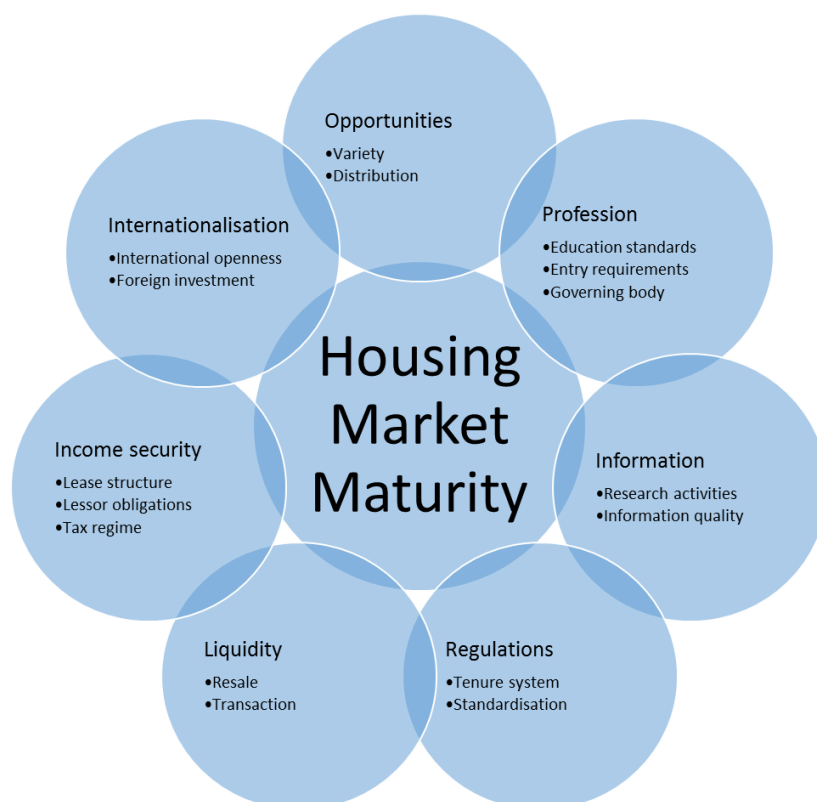 Opportunities
•Variety
•Distribution
Profession
•Education standards
•Entry requirements
•Governing body
Information
•Research activities
•Information quality
Regulations
•Tenure system
•Standardisation
Liquidity
•Resale
•Transaction
Income security
•Lease structure
•Lessor obligations
•Tax regime
Internationalisation
•International openness
•Foreign investment
Housing
Market
Maturity